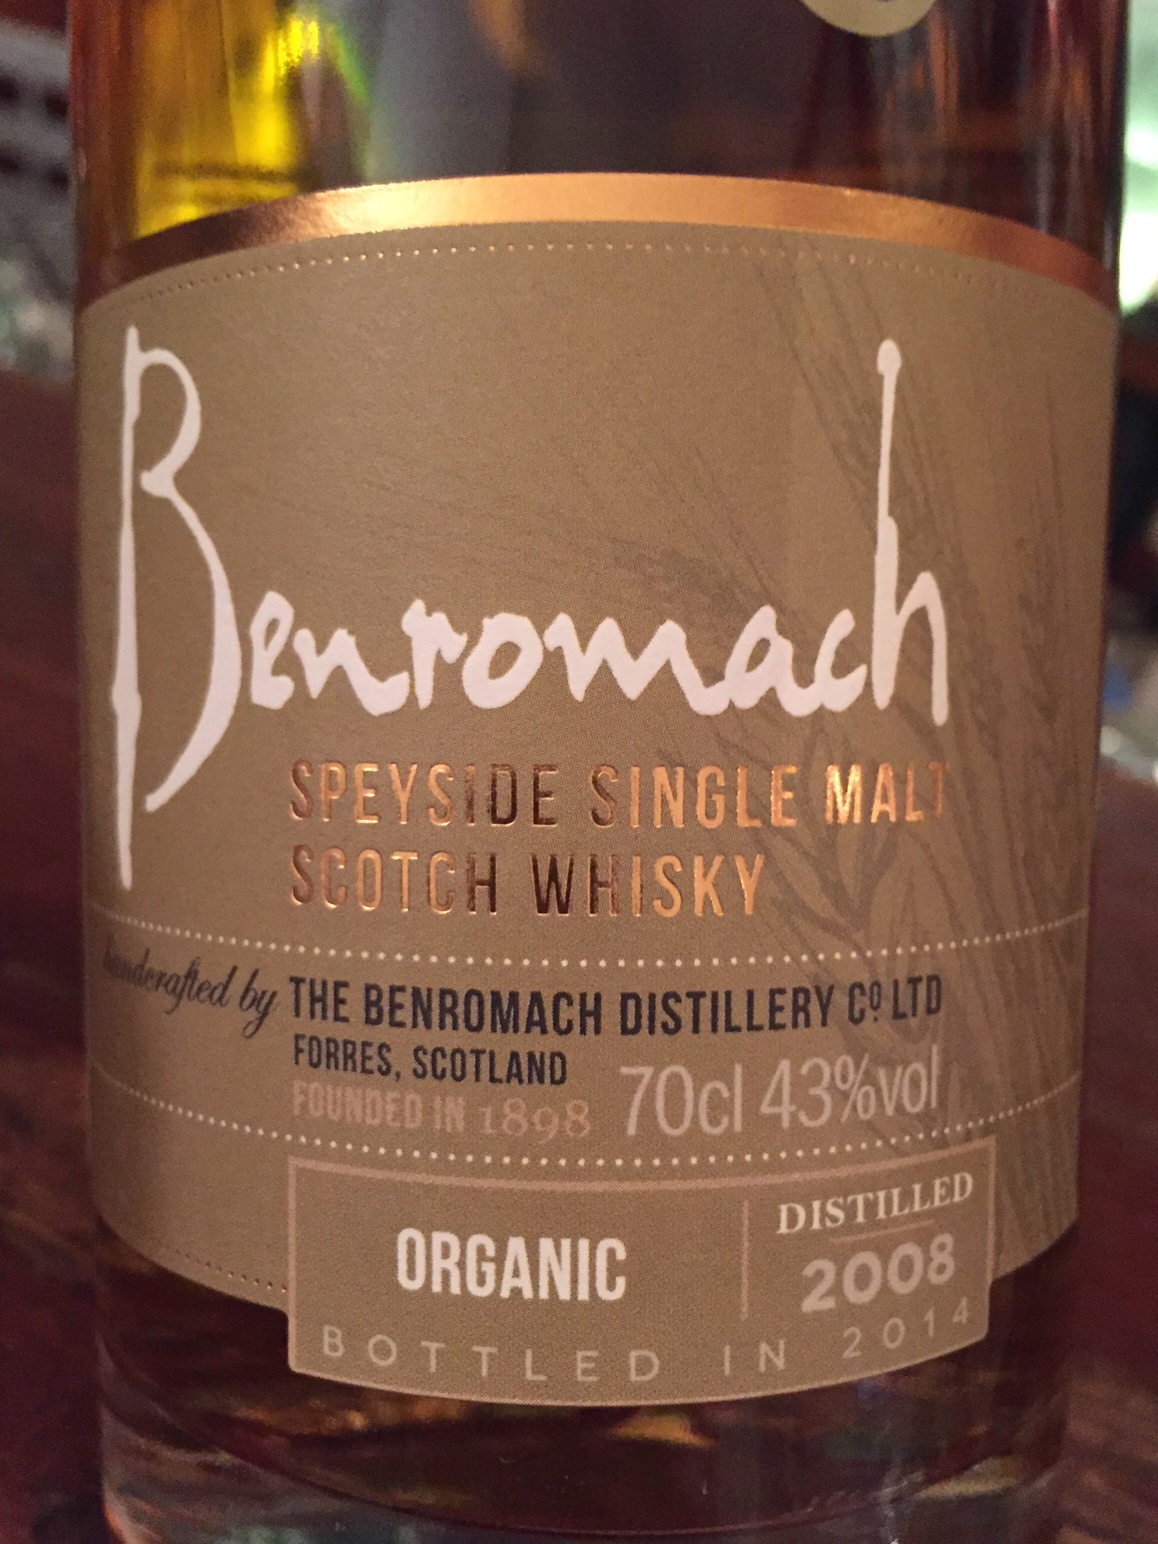 Benromach
SPEYSIDE SINGLE MALT
SCOTCH WHISKY
handcrafted by THE BENROMACH DISTILLERY Cº LTD
FORRES, SCOTLAND
FOUNDED IN 1898 70cl 43%vol
ORGANIC
DISTILLED
2008
BOTTLED IN 2014